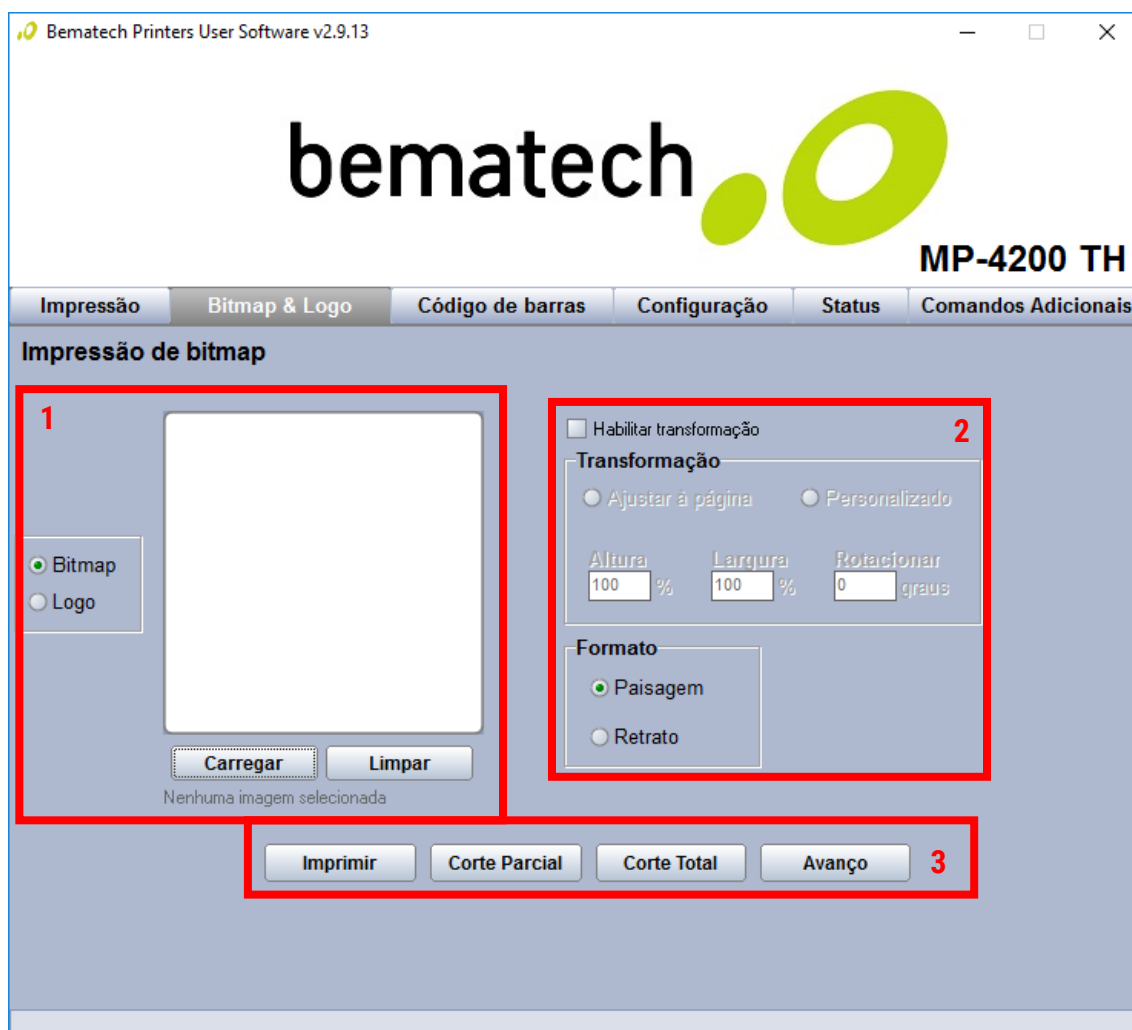 Bematech Printers User Software v2.9.13
bematech
MP-4200 TH
Impressão Bitmap & Logo Código de barras Configuração Status Comandos Adicionais
Impressão de bitmap
1
Bitmap
Logo
Carregar Limpar
Nenhuma imagem selecionada
2
Habilitar transformação
Transformação
Ajustar à página Personalizado
Altura Largura Rotacionar
100 % 100 % 0 graus
Formato
Paisagem
Retrato
Imprimir Corte Parcial Corte Total Avanço 3